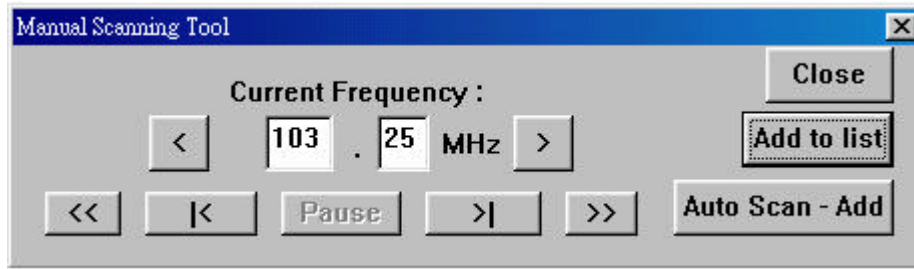 Manual Scanning Tool
Close
Current Frequency :
< 103 . 25 MHz >
Add to list
<< |< Pause >| >>
Auto Scan - Add